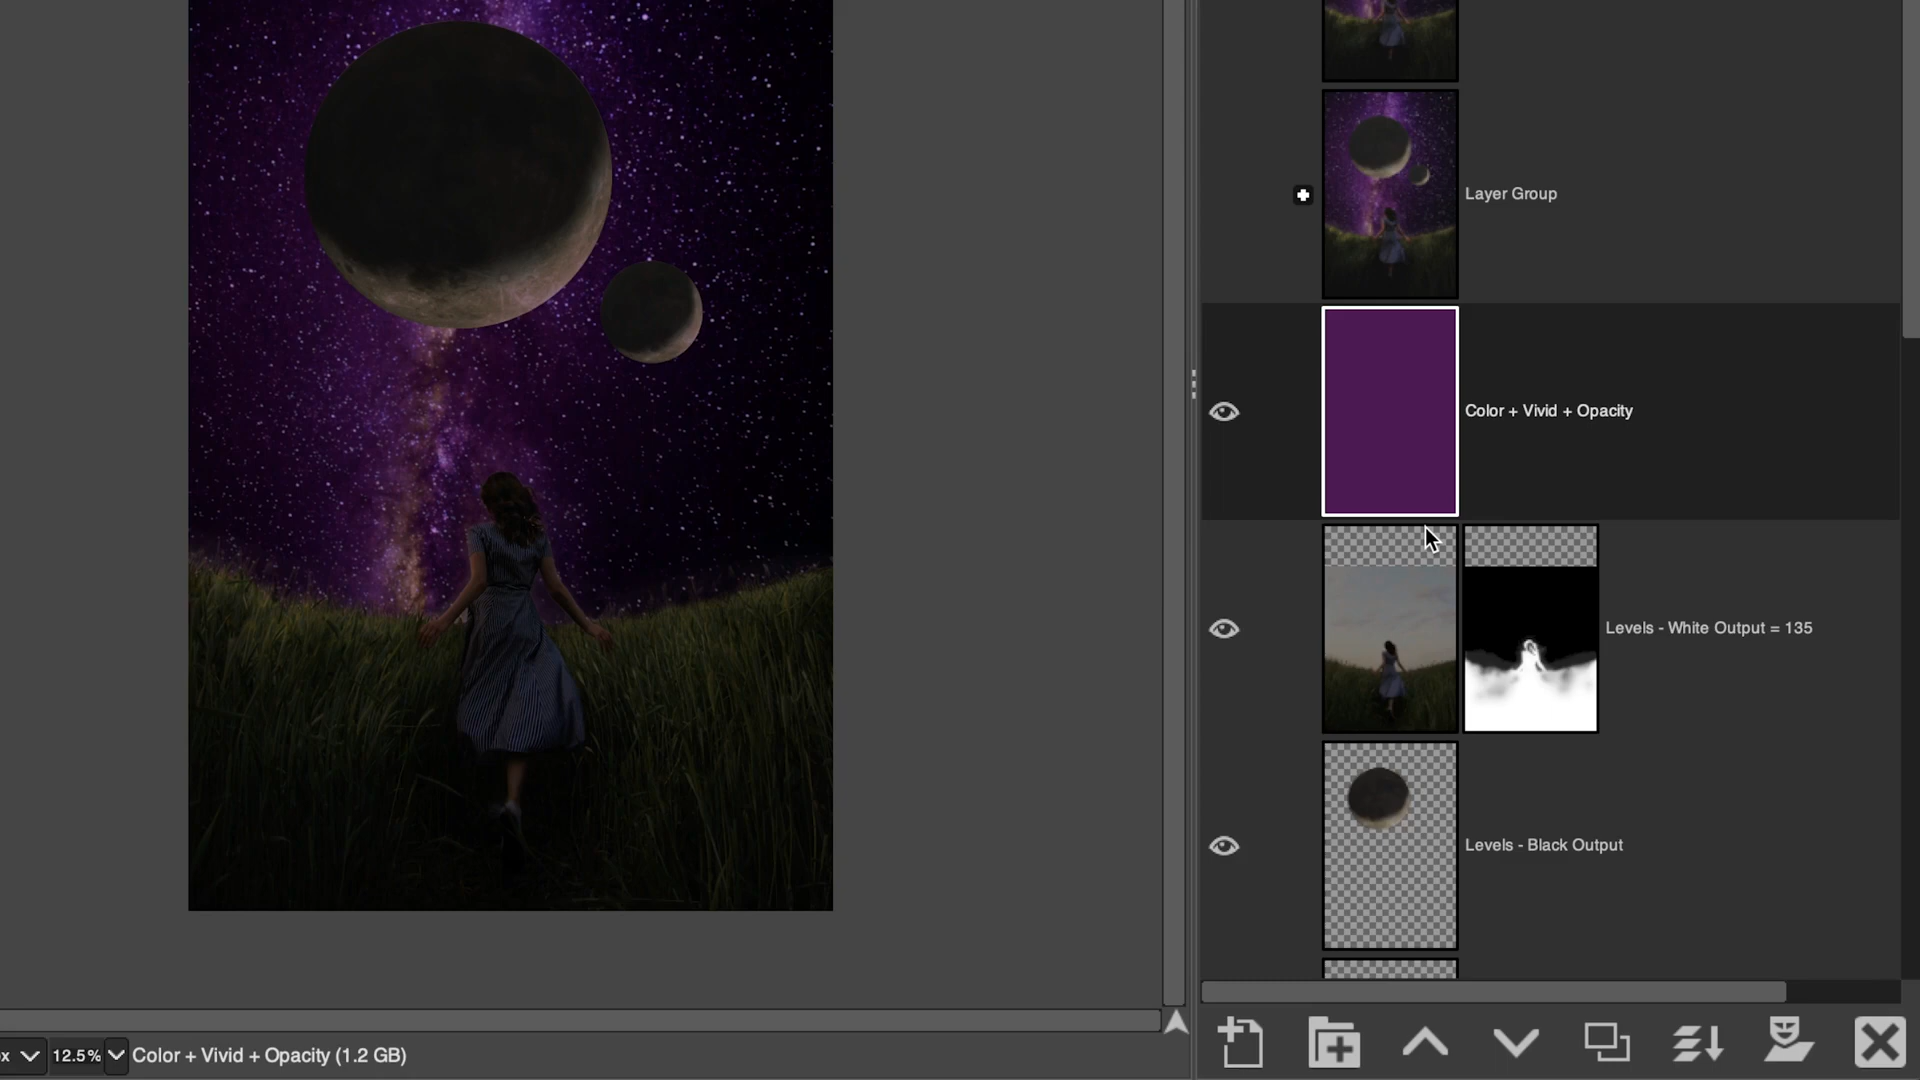 Layer Group
Color + Vivid + Opacity
Levels - White Output = 135
Levels - Black Output
x 12.5% Color + Vivid + Opacity (1.2 GB)